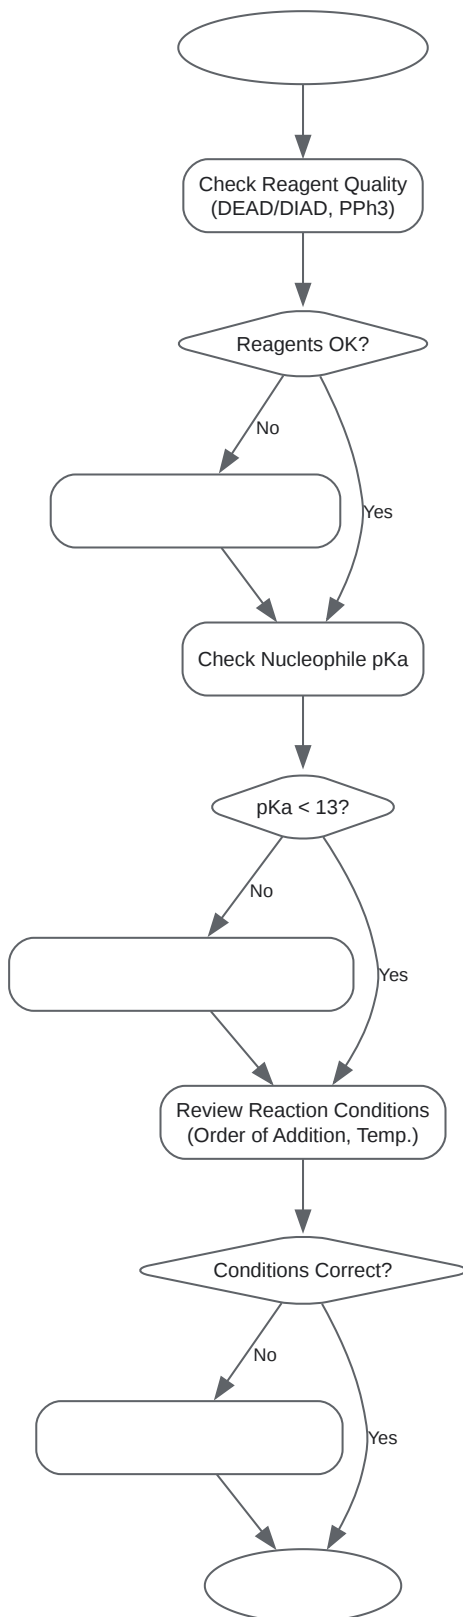 Check Reagent Quality
(DEAD/DIAD, PPh3)
Reagents OK?
No
Yes
Check Nucleophile pKa
pKa < 13?
No
Yes
Review Reaction Conditions
(Order of Addition, Temp.)
Conditions Correct?
No
Yes